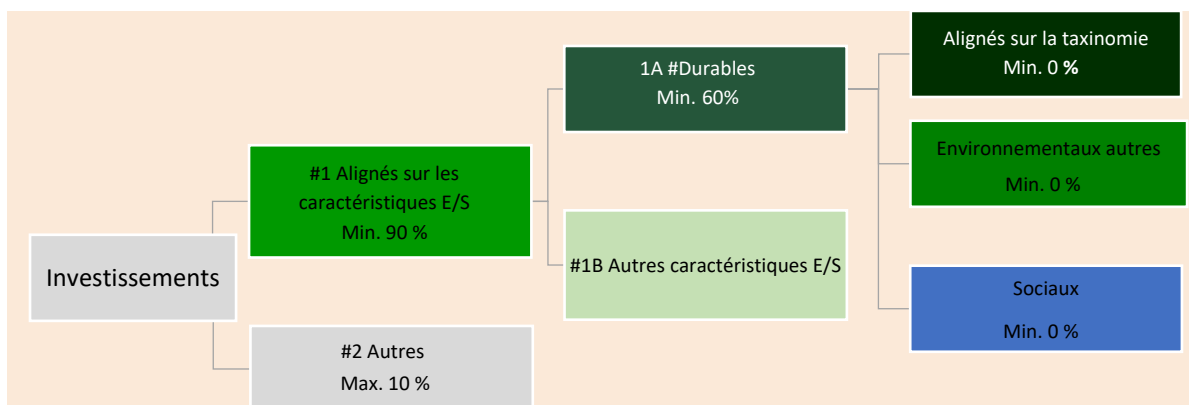 Investissements
#1 Alignés sur les
caractéristiques E/S
Min. 90 %
#2 Autres
Max. 10 %
1A #Durables
Min. 60%
#1B Autres caractéristiques E/S
Alignés sur la taxinomie
Min. 0 %
Environnementaux autres
Min. 0 %
Sociaux
Min. 0 %